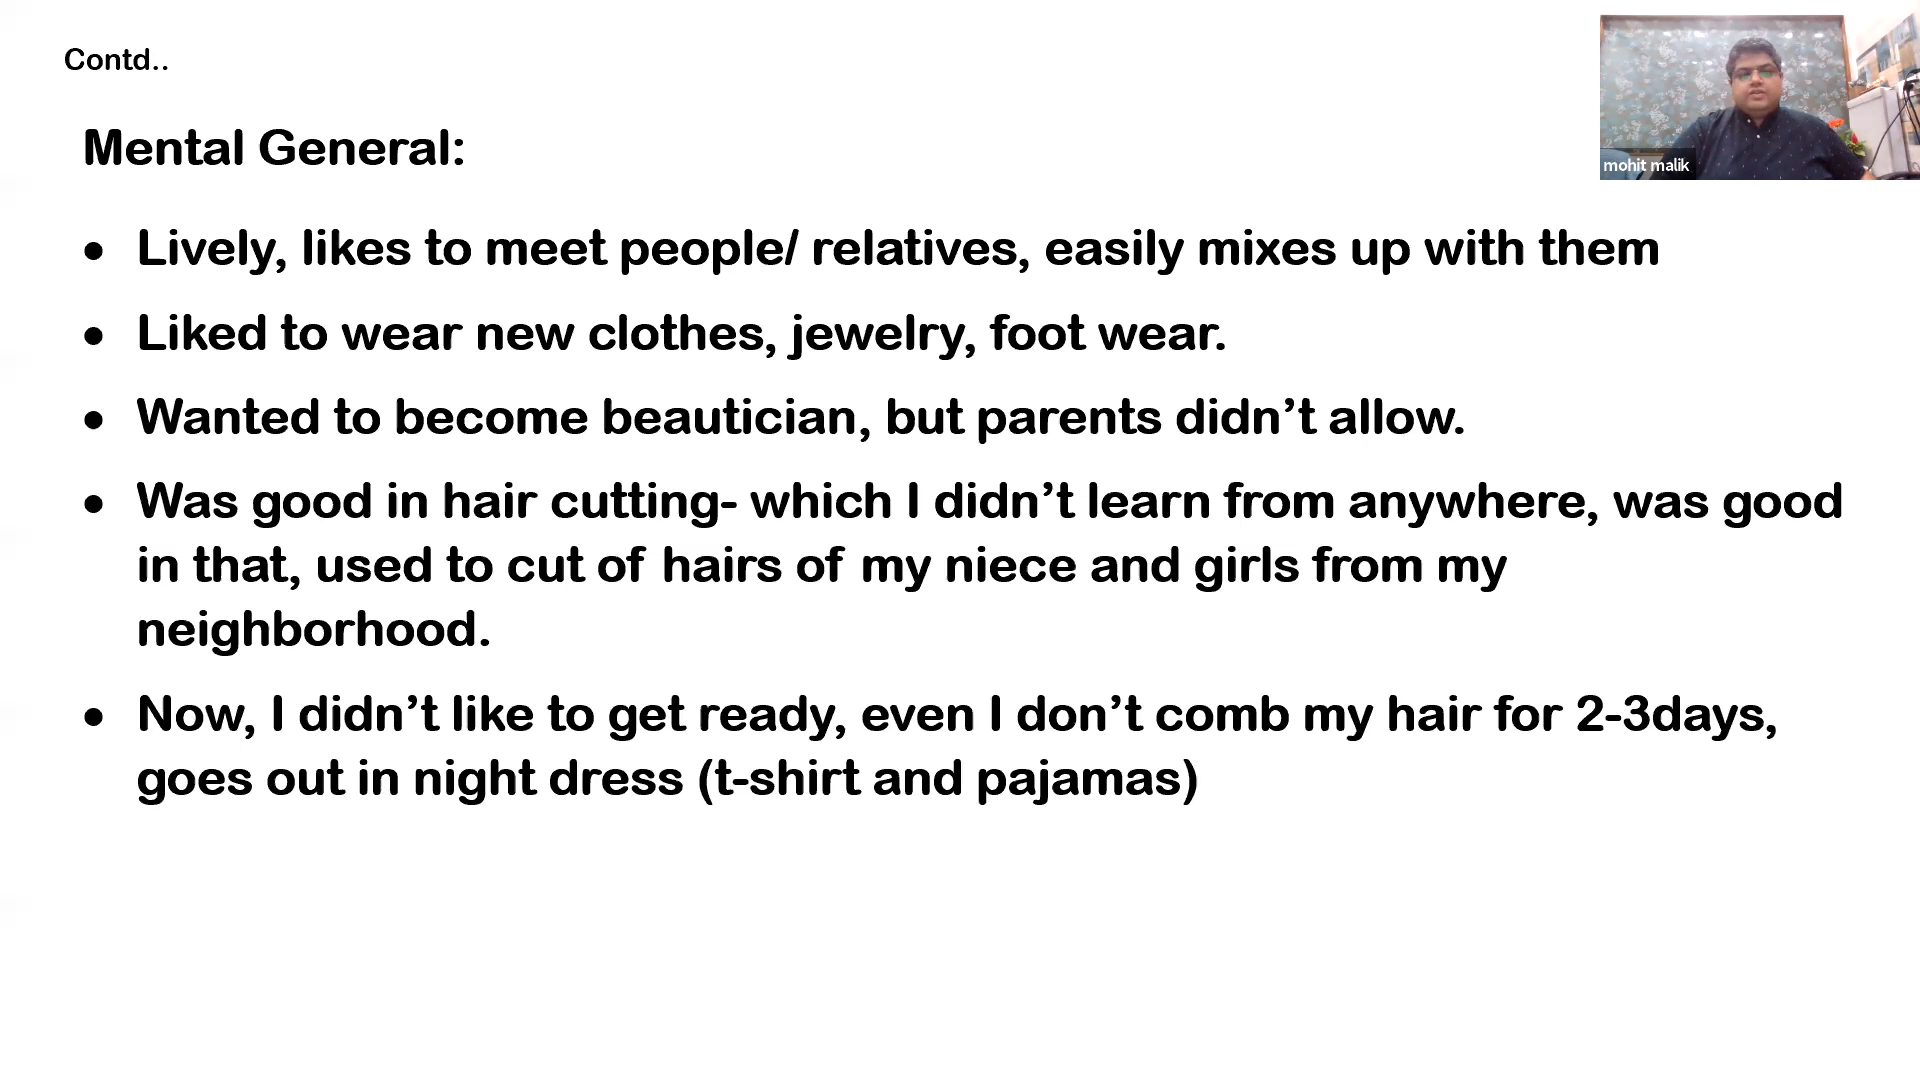 Contd..
mohit malik
Mental General:
• Lively, likes to meet people/ relatives, easily mixes up with them
• Liked to wear new clothes, jewelry, foot wear.
• Wanted to become beautician, but parents didn’t allow.
• Was good in hair cutting- which I didn’t learn from anywhere, was good
in that, used to cut of hairs of my niece and girls from my
neighborhood.
• Now, I didn’t like to get ready, even I don’t comb my hair for 2-3days,
goes out in night dress (t-shirt and pajamas)